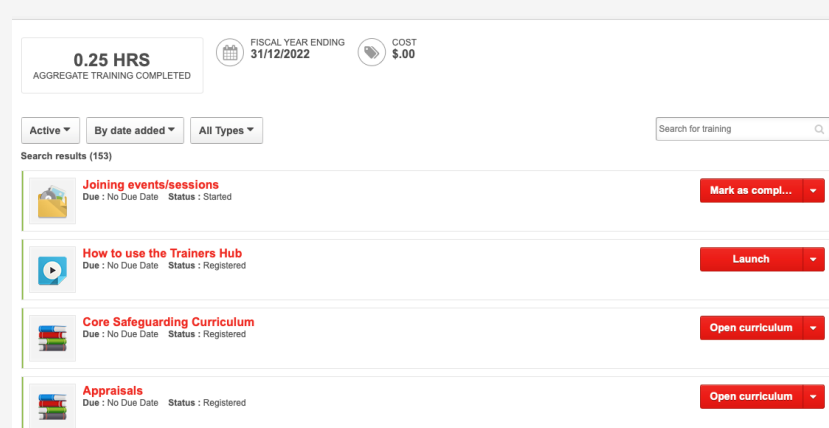 0.25 HRS
AGGREGATE TRAINING COMPLETED
FISCAL YEAR ENDING
31/12/2022
COST
$.00
Active
By date added
All Types
Search for training
Search results (153)
Joining events/sessions
Due : No Due Date Status : Started
Mark as compl...
How to use the Trainers Hub
Due : No Due Date Status : Registered
Launch
Core Safeguarding Curriculum
Due : No Due Date Status : Registered
Open curriculum
Appraisals
Due : No Due Date Status : Registered
Open curriculum